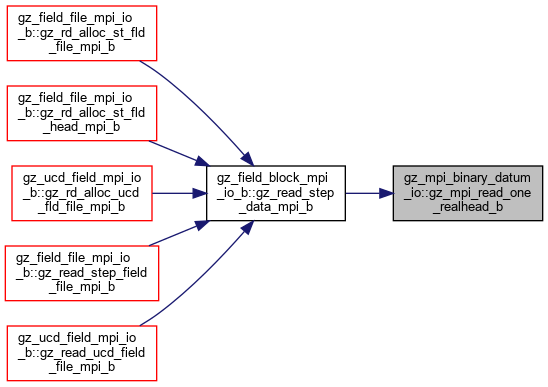 gz_field_file_mpi_io
_b::gz_rd_alloc_st_fld
_file_mpi_b
gz_field_file_mpi_io
_b::gz_rd_alloc_st_fld
_head_mpi_b
gz_ucd_field_mpi_io
_b::gz_rd_alloc_ucd
_fld_file_mpi_b
gz_field_file_mpi_io
_b::gz_read_step_field
_file_mpi_b
gz_ucd_field_mpi_io
_b::gz_read_ucd_field
_file_mpi_b
gz_field_block_mpi
_io_b::gz_read_step
_data_mpi_b
gz_mpi_binary_datum
_io::gz_mpi_read_one
_realhead_b